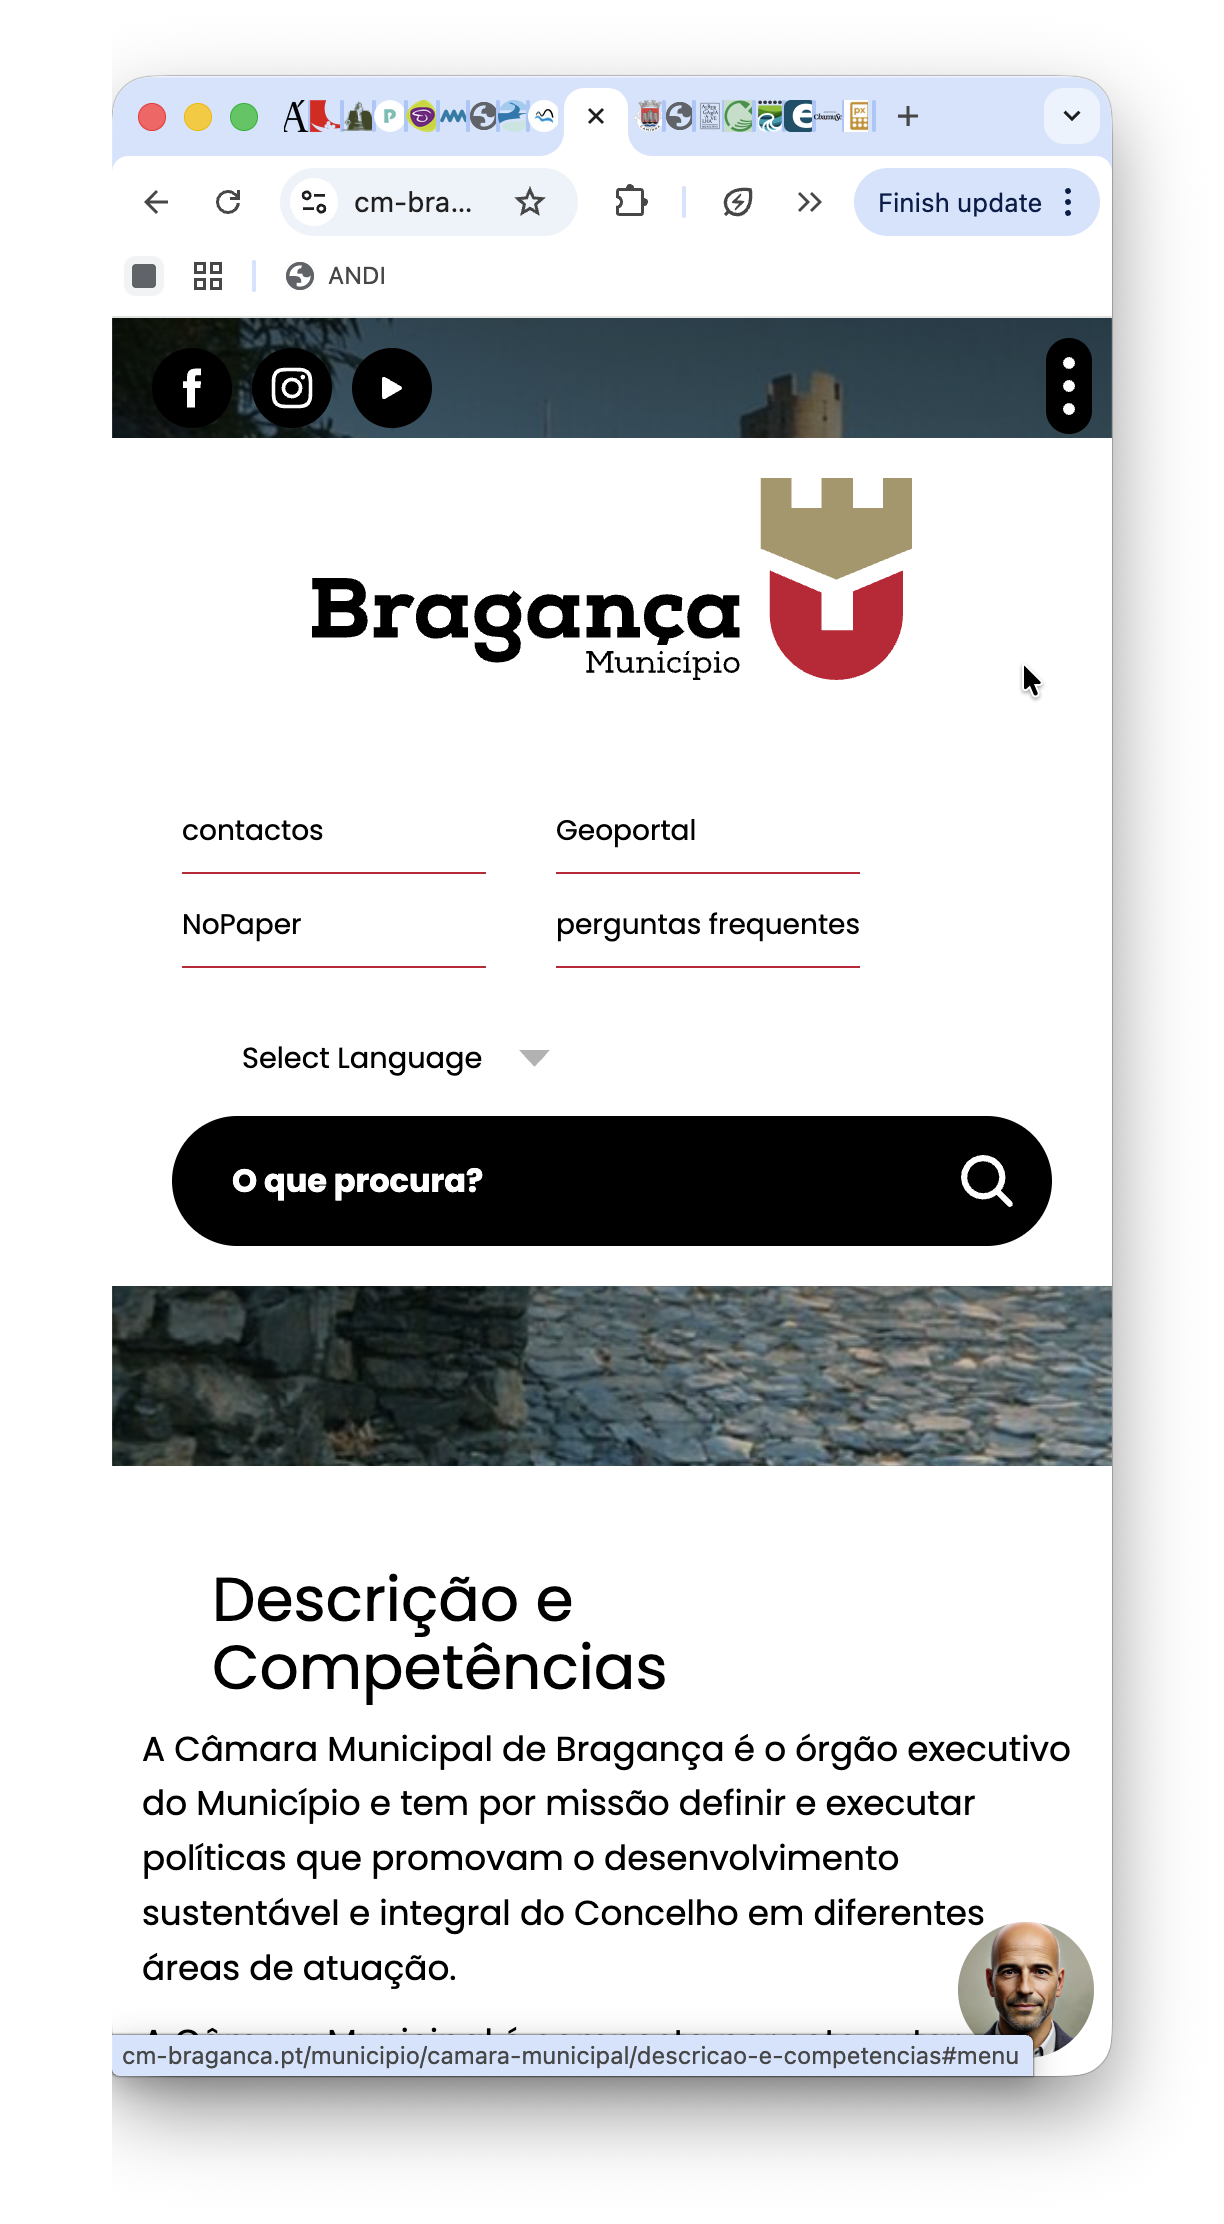 cm-bra...
Finish update
ANDI
Bragança
Município
contactos
Geoportal
NoPaper
perguntas frequentes
Select Language
O que procura?
Descrição e
Competências
A Câmara Municipal de Bragança é o órgão executivo
do Município e tem por missão definir e executar
políticas que promovam o desenvolvimento
sustentável e integral do Concelho em diferentes
áreas de atuação.
cm-braganca.pt/municipio/camara-municipal/descricao-e-competencias#menu